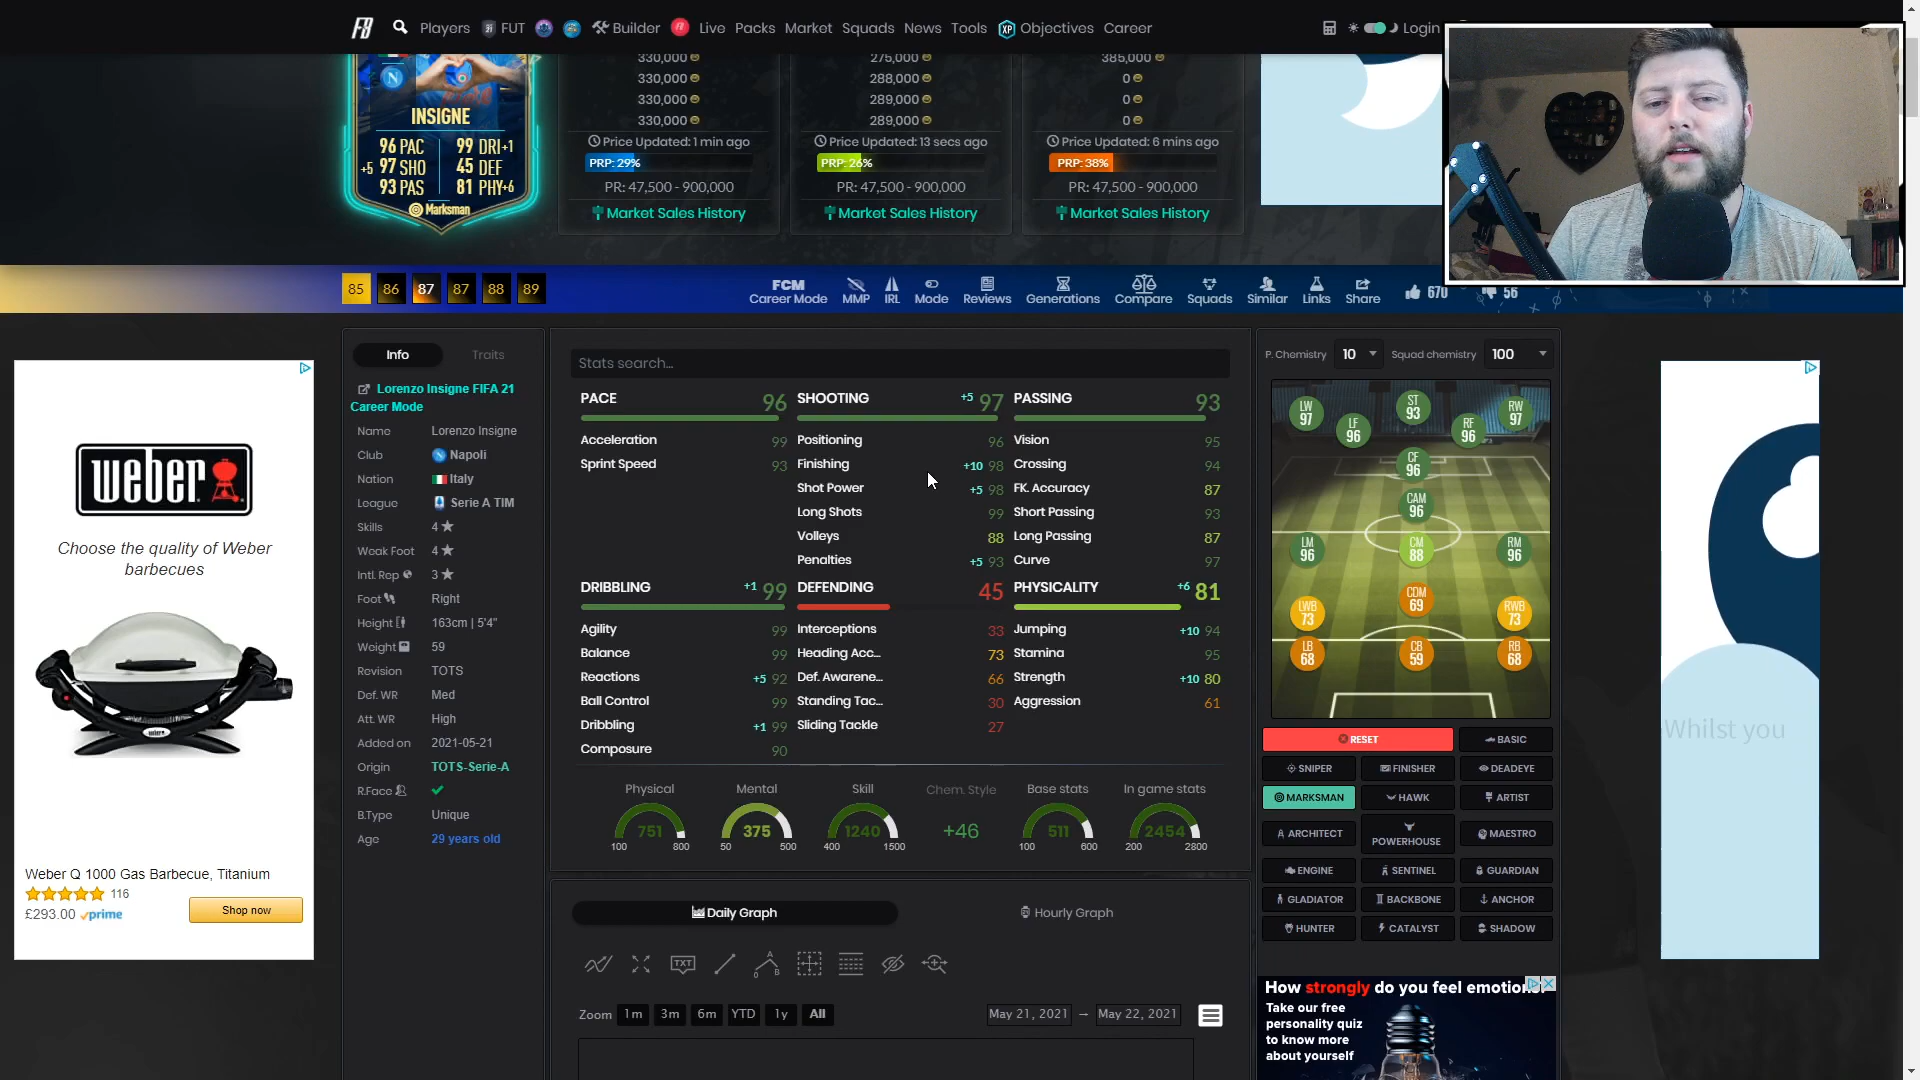 Players FUT Builder Live Packs Market Squads News Tools Objectives Career Login
INSIGNE
96 PAC 99 DRI+1
+5 97 SHO 45 DEF
93 PAS 81 PHY+6
Marksman
330,000
330,000
330,000
330,000
Price Updated: 1 min ago
PRP: 29%
PR: 47,500 - 900,000
Market Sales History
275,000
288,000
289,000
289,000
Price Updated: 13 secs ago
PRP: 26%
PR: 47,500 - 900,000
Market Sales History
385,000
0
0
0
Price Updated: 6 mins ago
PRP: 38%
PR: 47,500 - 900,000
Market Sales History
85 86 87 87 88 89
FCM
Career Mode MMP IRL Mode Reviews Generations Compare Squads Similar Links Share 670 56
Info Traits
Lorenzo Insigne FIFA 21
Career Mode
Name Lorenzo Insigne
Club Napoli
Nation Italy
League Serie A TIM
Skills 4
Weak Foot 4
Intl. Rep 3
Foot Right
Height 163cm | 5'4"
Weight 59
Revision TOTS
Def. WR Med
Att. WR High
Added on 2021-05-21
Origin TOTS-Serie-A
R.Face
B.Type Unique
Age 29 years old
Stats search...
PACE 96
Acceleration 99
Sprint Speed 93
SHOOTING +5 97
Positioning 96
Finishing +10 98
Shot Power +5 98
Long Shots 99
Volleys 88
Penalties +5 93
PASSING 93
Vision 95
Crossing 94
FK. Accuracy 87
Short Passing 93
Long Passing 87
Curve 97
DRIBBLING +1 99
Agility 99
Balance 99
Reactions +5 92
Ball Control 99
Dribbling +1 99
Composure 90
DEFENDING 45
Interceptions 33
Heading Acc... 73
Def. Awarene... 66
Standing Tac... 30
Sliding Tackle 27
PHYSICALITY +6 81
Jumping +10 94
Stamina 95
Strength +10 80
Aggression 61
Physical Mental Skill Chem. Style Base stats In game stats
751 375 1240 +46 511 2454
100 800 50 500 400 1500 100 600 200 2800
Daily Graph Hourly Graph
TXT
Zoom 1m 3m 6m YTD 1y All May 21, 2021 → May 22, 2021
P. Chemistry 10 Squad chemistry 100
LW
97
LF
96
ST
93
RF
96
RW
97
CF
96
CAM
96
LM
96
CM
88
RM
96
LWB
73
CDM
69
RWB
73
LB
68
CB
59
RB
68
RESET BASIC
SNIPER FINISHER DEADEYE
MARKSMAN HAWK ARTIST
ARCHITECT POWERHOUSE MAESTRO
ENGINE SENTINEL GUARDIAN
GLADIATOR BACKBONE ANCHOR
HUNTER CATALYST SHADOW
How strongly do you feel emotion
Take our free
personality quiz
to know more
about yourself
weber
Choose the quality of Weber
barbecues
Weber Q 1000 Gas Barbecue, Titanium
116
£293.00 prime
Shop now
Whilst you